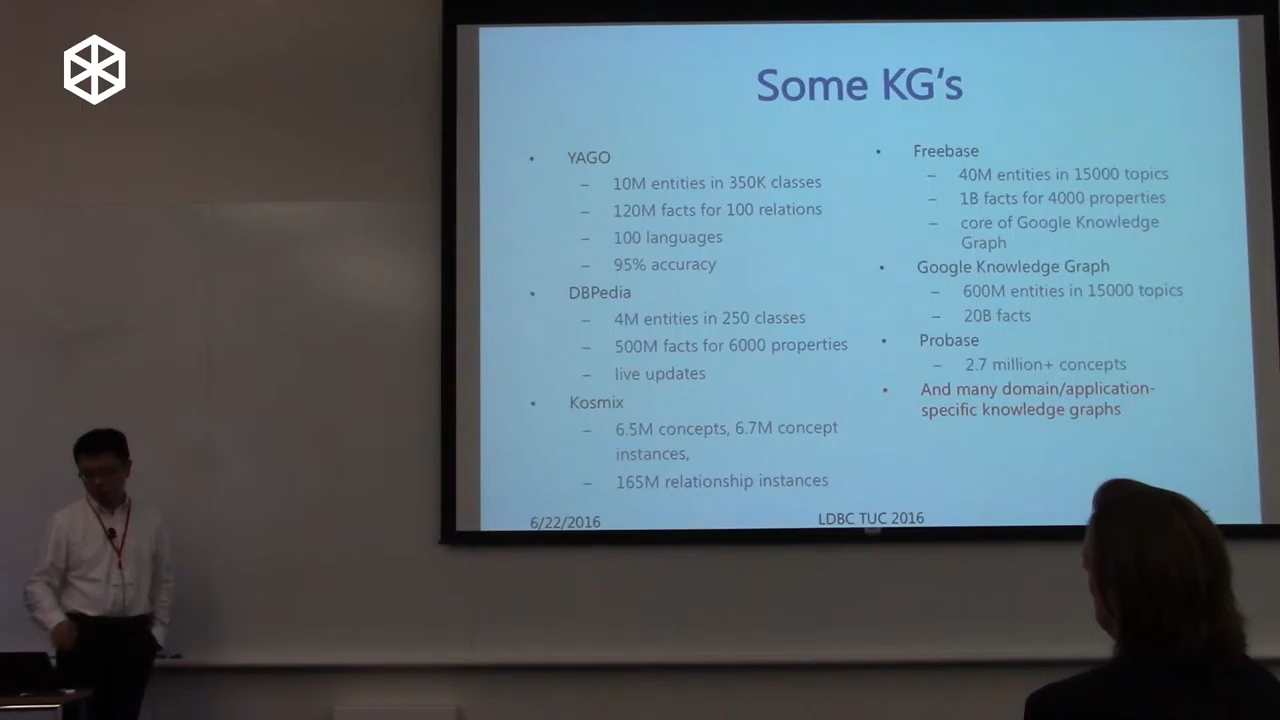 Some KG's
• YAGO
– 10M entities in 350K classes
– 120M facts for 100 relations
– 100 languages
– 95% accuracy
• DBPedia
– 4M entities in 250 classes
– 500M facts for 6000 properties
– live updates
• Kosmix
– 6.5M concepts, 6.7M concept
instances,
– 165M relationship instances
• Freebase
– 40M entities in 15000 topics
– 1B facts for 4000 properties
– core of Google Knowledge
Graph
• Google Knowledge Graph
– 600M entities in 15000 topics
– 20B facts
• Probase
– 2.7 million+ concepts
• And many domain/application-
specific knowledge graphs
6/22/2016
LDBC TUC 2016